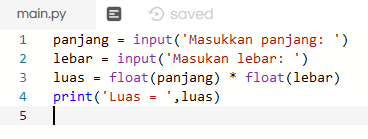 main.py saved
1 panjang = input('Masukkan panjang: ')
2 lebar = input('Masukan lebar: ')
3 luas = float(panjang) * float(lebar)
4 print('Luas = ',luas)
5